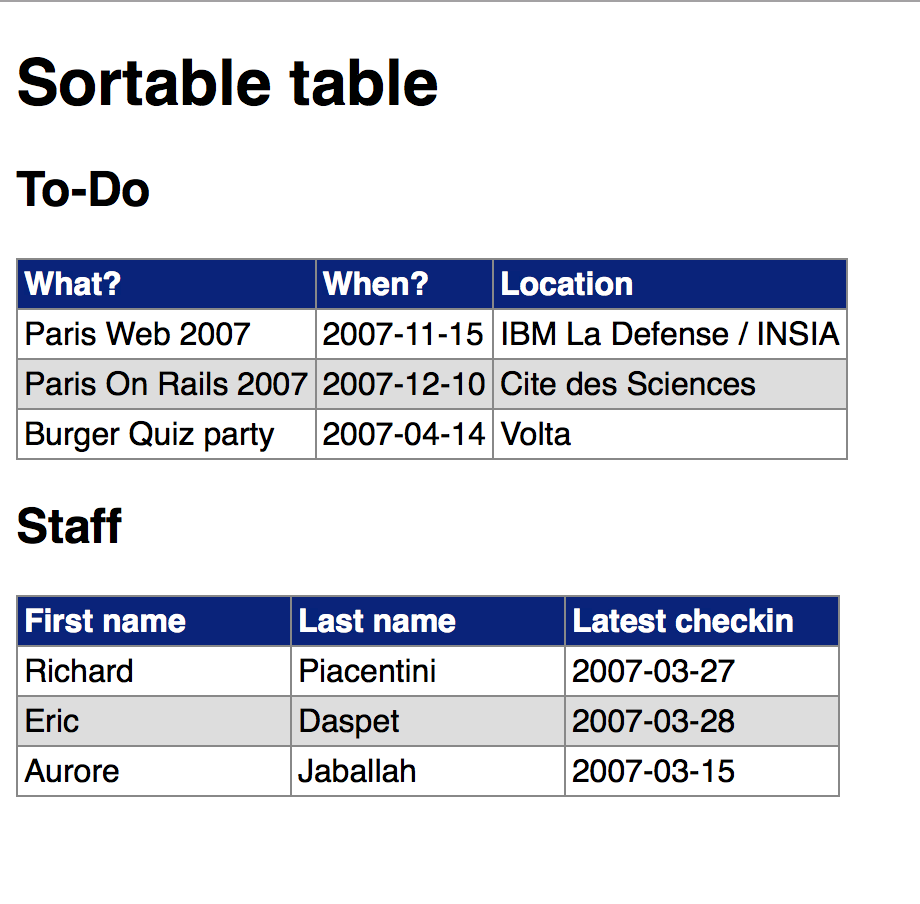 Sortable table
To-Do
What? When? Location
Paris Web 2007 2007-11-15 IBM La Defense / INSIA
Paris On Rails 2007 2007-12-10 Cite des Sciences
Burger Quiz party 2007-04-14 Volta
Staff
First name Last name Latest checkin
Richard Piacentini 2007-03-27
Eric Daspet 2007-03-28
Aurore Jaballah 2007-03-15